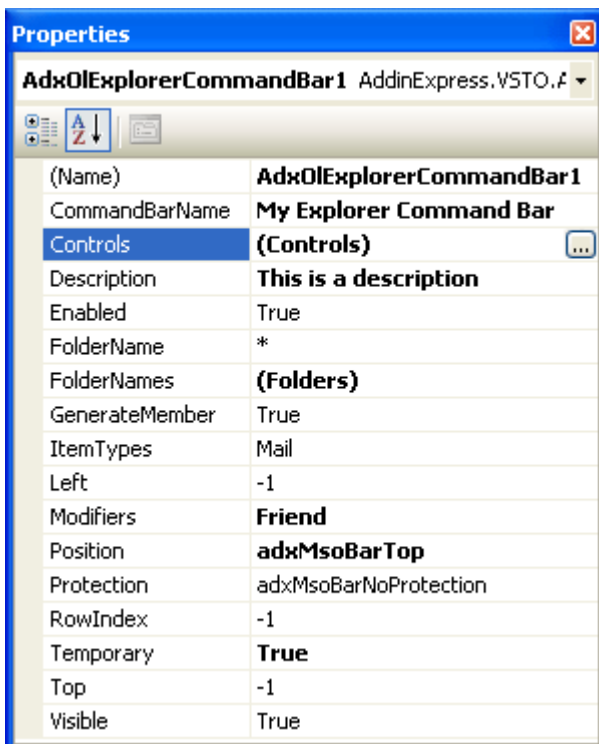 Properties
AdxOlExplorerCommandBar1 AddinExpress.VSTO.A
A
Z
(Name) AdxOlExplorerCommandBar1
CommandBarName My Explorer Command Bar
Controls (Controls) ...
Description This is a description
Enabled True
FolderName *
FolderNames (Folders)
GenerateMember True
ItemTypes Mail
Left -1
Modifiers Friend
Position adxMsoBarTop
Protection adxMsoBarNoProtection
RowIndex -1
Temporary True
Top -1
Visible True